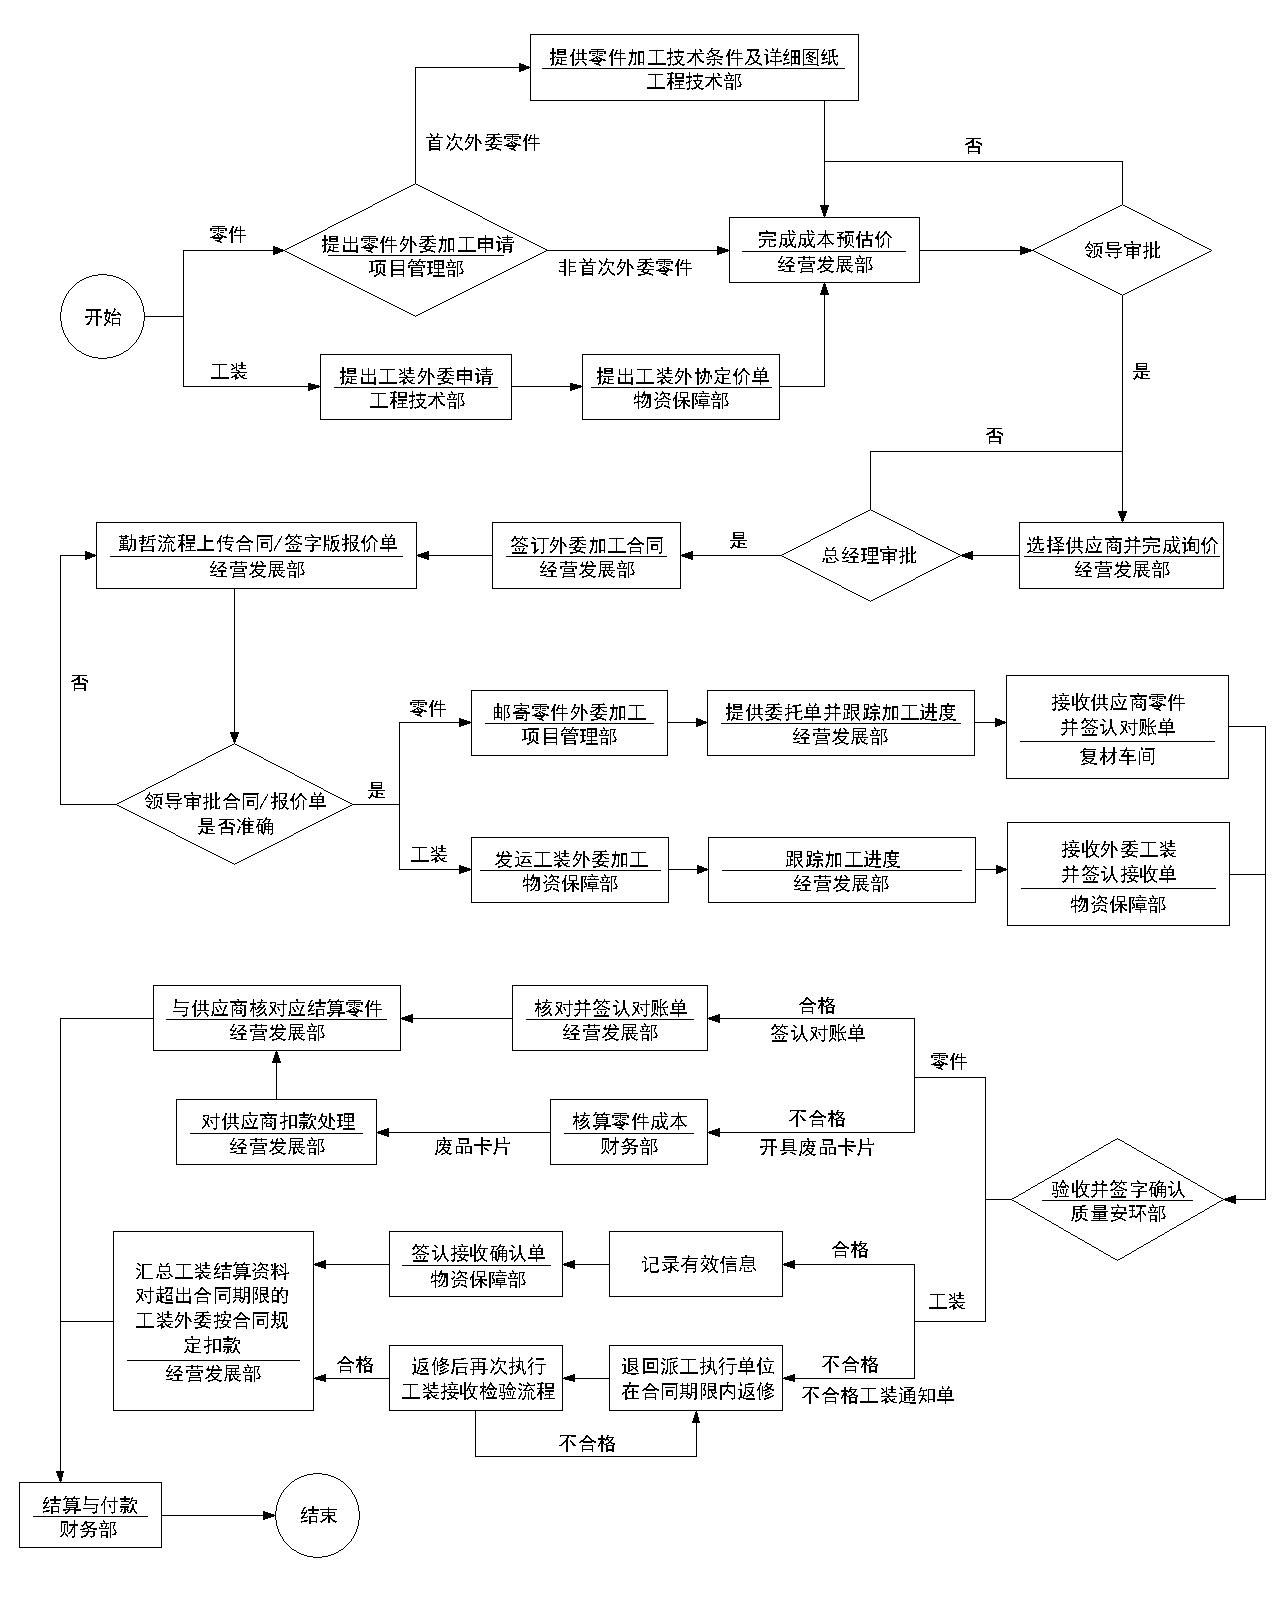 提供零件加工技术条件及详细图纸
工程技术部
首次外委零件
否
零件
提出零件外委加工申请
项目管理部
非首次外委零件
完成成本预估价
经营发展部
领导审批
开始
工装
提出工装外委申请
工程技术部
提出工装外协定价单
物资保障部
是
否
勤哲流程上传合同/签字版报价单
经营发展部
签订外委加工合同
经营发展部
是
总经理审批
选择供应商并完成询价
经营发展部
否
零件
邮寄零件外委加工
项目管理部
提供委托单并跟踪加工进度
经营发展部
接收供应商零件
并签认对账单
复材车间
领导审批合同/报价单
是否准确
是
工装
发运工装外委加工
物资保障部
跟踪加工进度
经营发展部
接收外委工装
并签认接收单
物资保障部
与供应商核对应结算零件
经营发展部
核对并签认对账单
经营发展部
合格
签认对账单
零件
对供应商扣款处理
经营发展部
废品卡片
核算零件成本
财务部
不合格
开具废品卡片
验收并签字确认
质量安环部
汇总工装结算资料
对超出合同期限的
工装外委按合同规
定扣款
经营发展部
签认接收确认单
物资保障部
记录有效信息
合格
工装
合格
返修后再次执行
工装接收检验流程
退回派工执行单位
在合同期限内返修
不合格
不合格工装通知单
不合格
结算与付款
财务部
结束